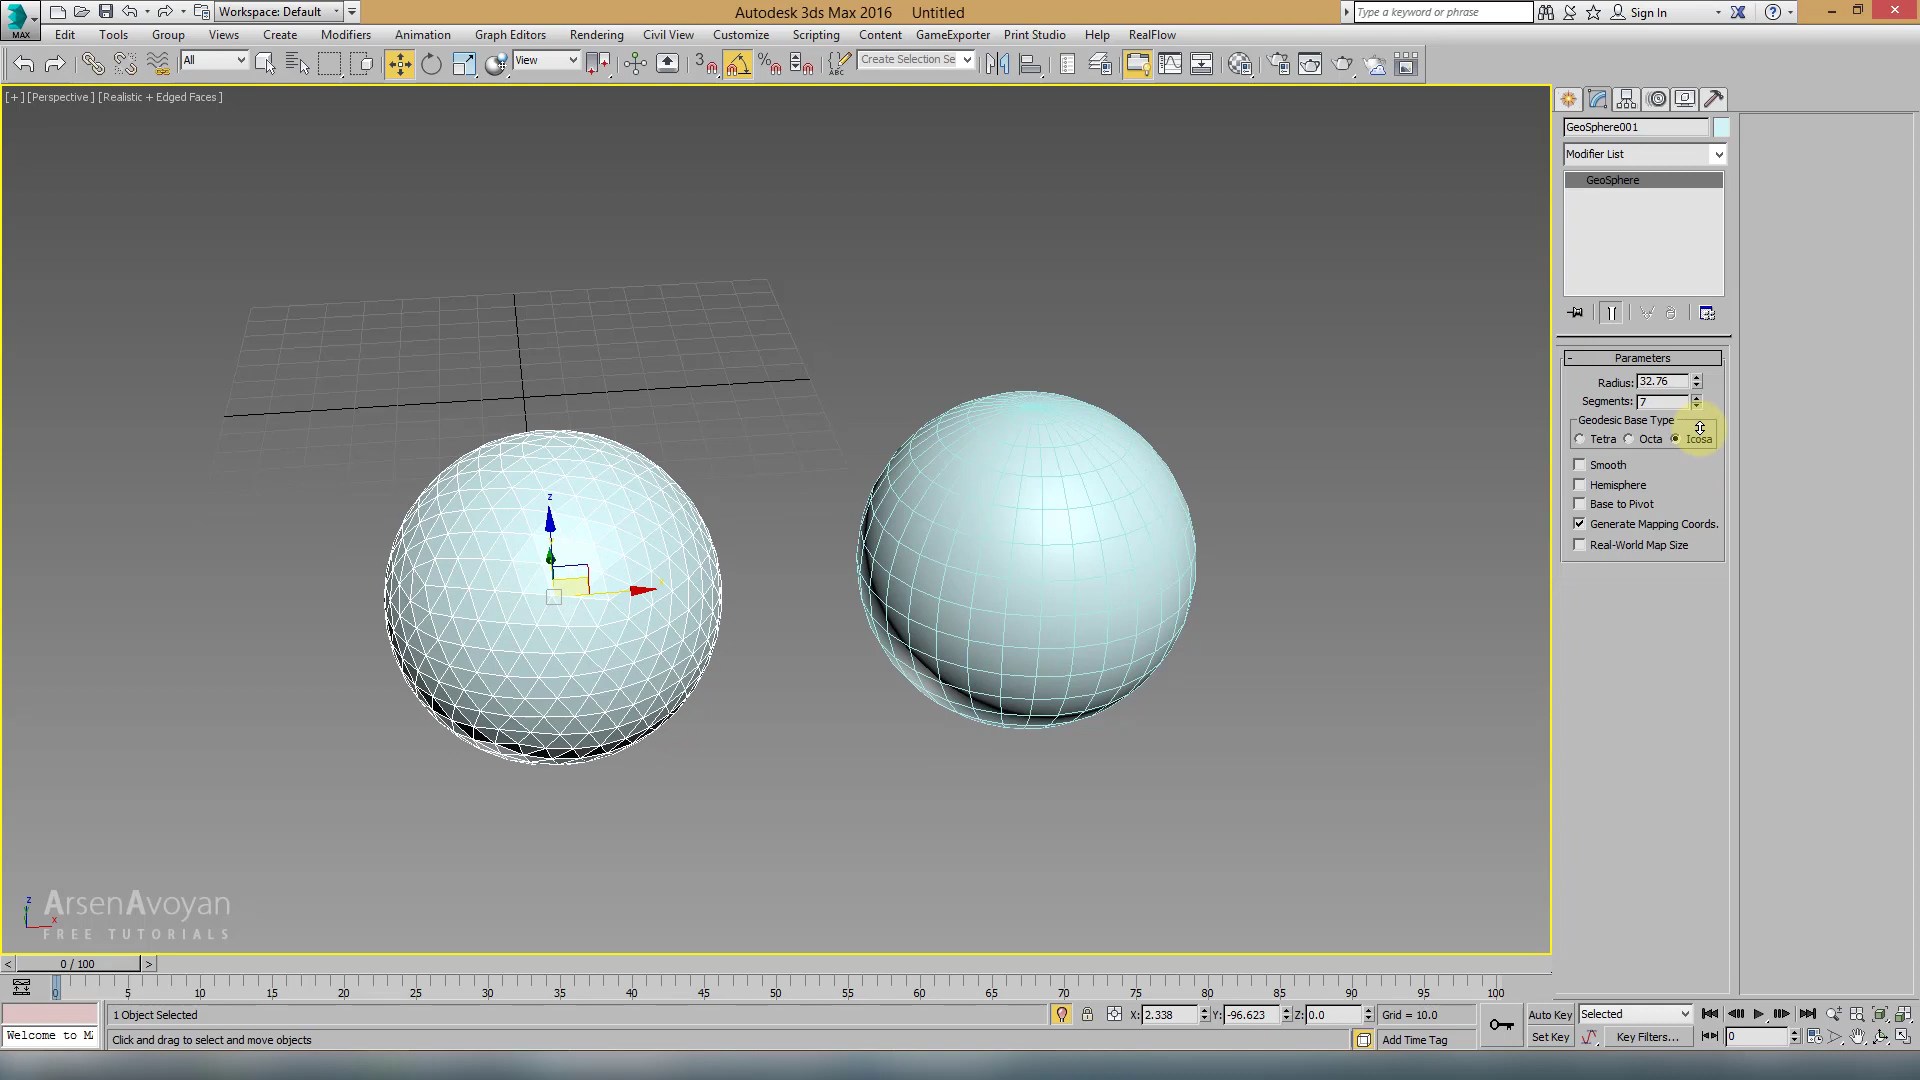 MAX
Workspace: Default
Autodesk 3ds Max 2016 Untitled
Type a keyword or phrase
Sign In
Edit Tools Group Views Create Modifiers Animation Graph Editors Rendering Civil View Customize Scripting Content GameExporter Print Studio Help RealFlow
All
View
3
ABC
Create Selection Se
[+] [Perspective ] [Realistic + Edged Faces ]
GeoSphere001
Modifier List
GeoSphere
- Parameters
Radius: 32.76
Segments: 7
Geodesic Base Type
Tetra Octa Icosa
Smooth
Hemisphere
Base to Pivot
Generate Mapping Coords.
Real-World Map Size
z
x
z
x
ArsenAvoyan
FREE TUTORIALS
< 0 / 100 >
0 5 10 15 20 25 30 35 40 45 50 55 60 65 70 75 80 85 90 95 100
1 Object Selected
X: 2.338 Y: -96.623 Z: 0.0 Grid = 10.0
Auto Key Selected
Welcome to M
Click and drag to select and move objects
Add Time Tag
Set Key Key Filters... 0